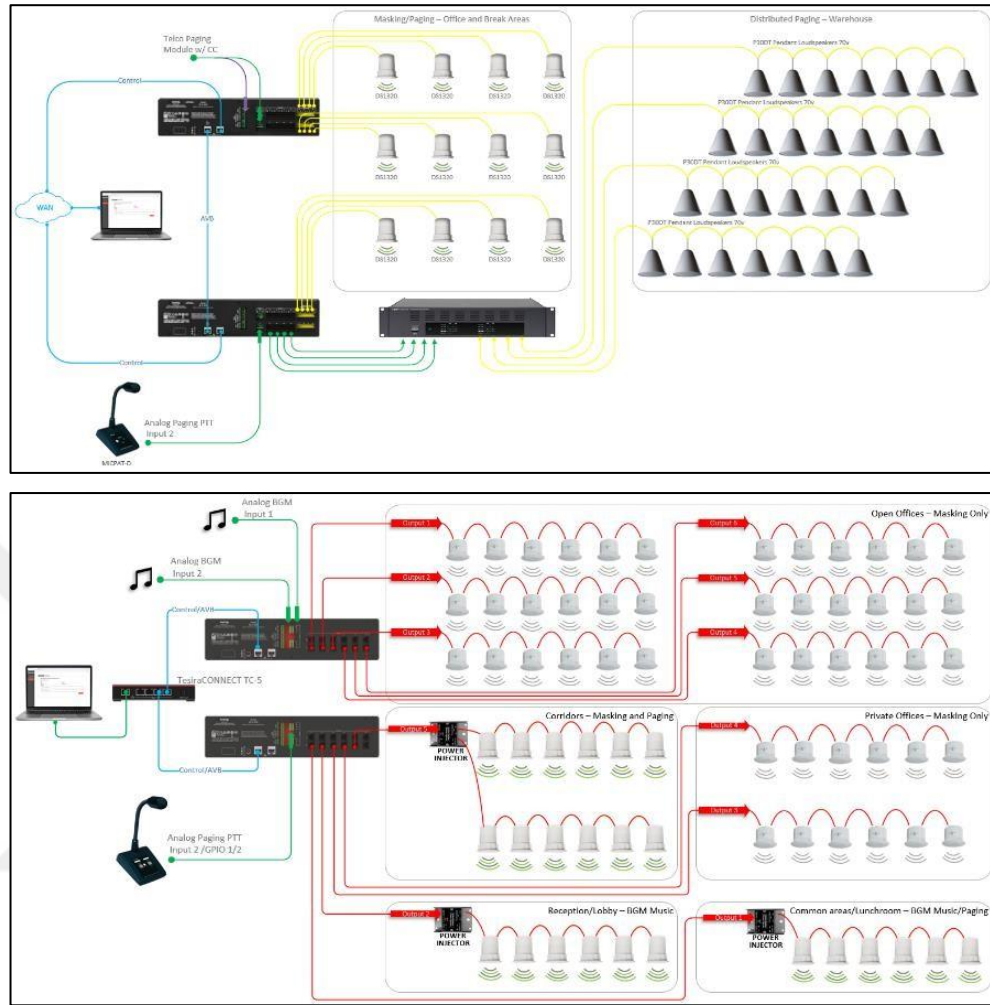 Masking/Paging – Office and Break Areas
Distributed Paging – Warehouse
Telco Paging
Module w/ CC
P30DT Pendant Loudspeakers 70v
Control
DS1320
DS1320
DS1320
DS1320
P30DT Pendant Loudspeakers 70v
DS1320
DS1320
DS1320
DS1320
P30DT Pendant Loudspeakers 70v
WAN
AVB
P30DT Pendant Loudspeakers 70v
DS1320
DS1320
DS1320
DS1320
Control
Analog Paging PTT
Input 2
MICPAT-D
Analog BGM
Input 1
Analog BGM
Input 2
Output 1
Output 6
Open Offices – Masking Only
Output 2
Output 5
Control/AVB
Output 3
Output 4
TesiraCONNECT TC-5
Corridors – Masking and Paging
Private Offices – Masking Only
Output 5
POWER
INJECTOR
Output 4
Control/AVB
Output 3
Analog Paging PTT
Input 2 /GPIO 1/2
Reception/Lobby – BGM Music
Common areas/Lunchroom – BGM Music/Paging
Output 2
POWER
INJECTOR
Output 1
POWER
INJECTOR